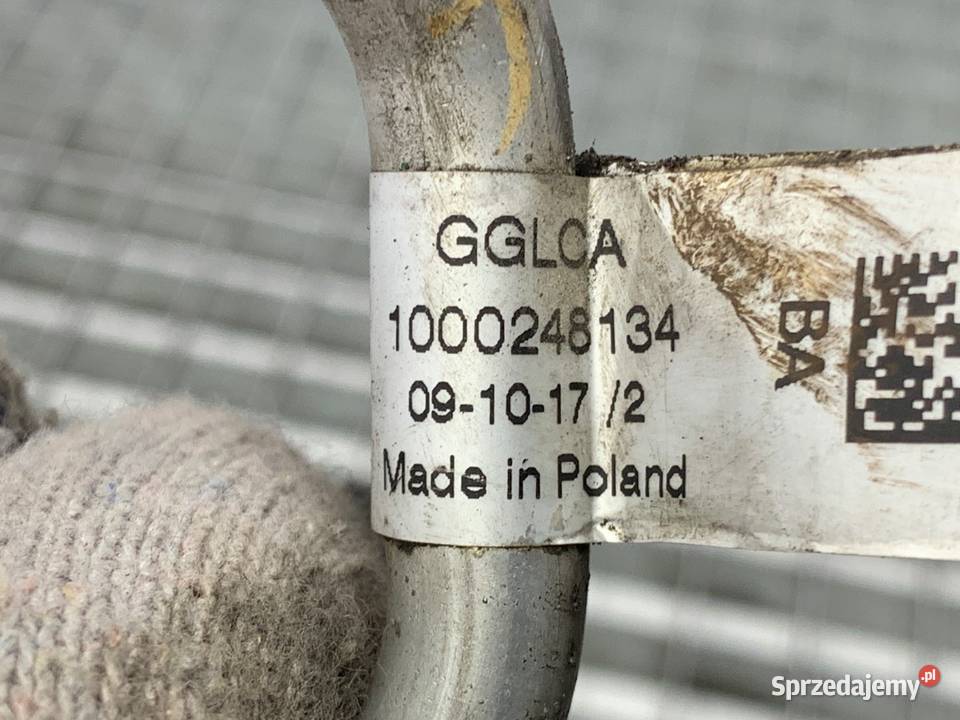 GGLCA
1000248134
09-10-17 /2
Made in Poland
BA
Sprzedajemy.pl